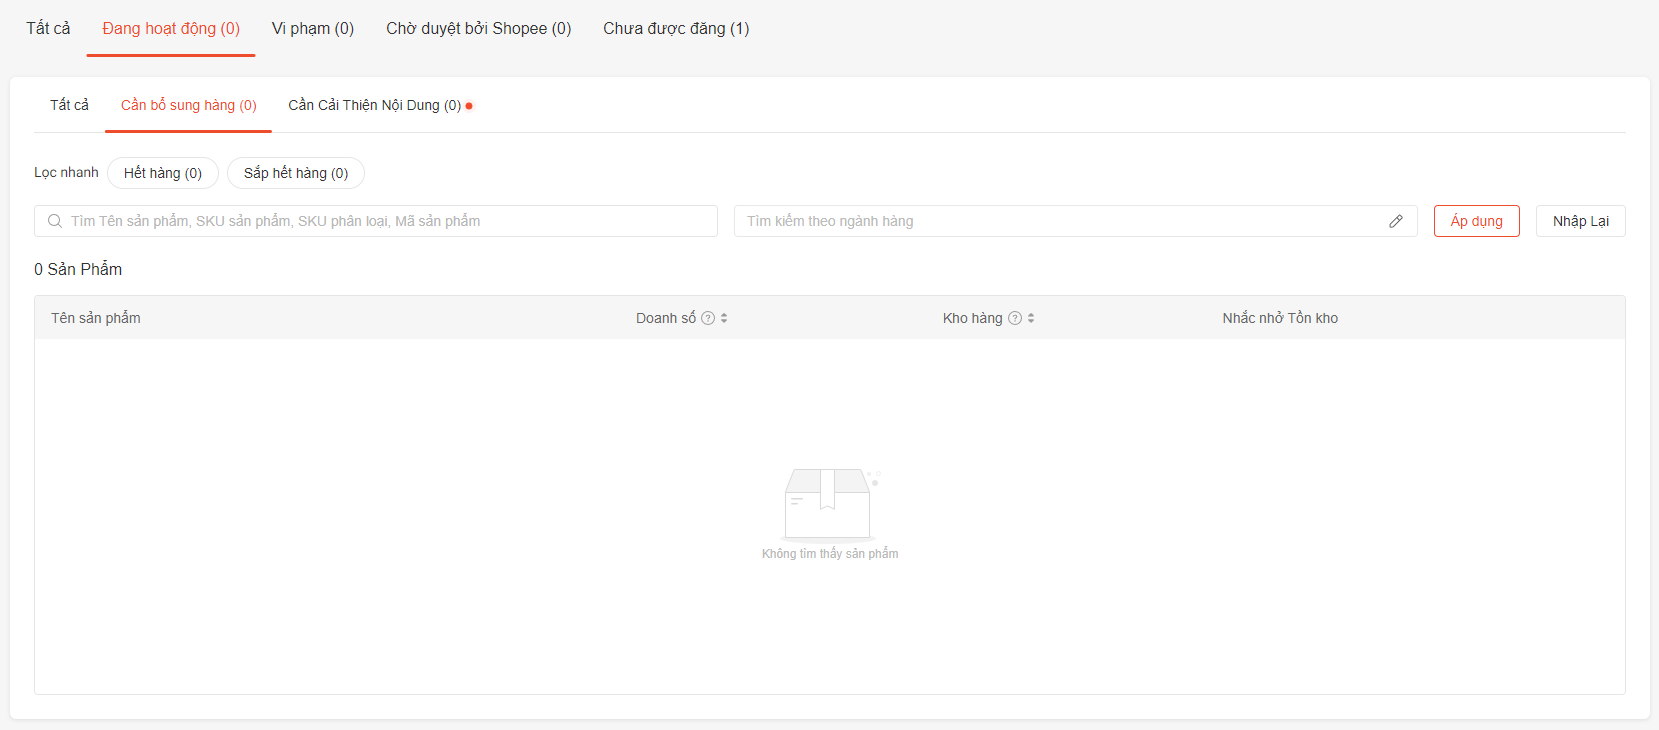 Tất cả Đang hoạt động (0) Vi phạm (0) Chờ duyệt bởi Shopee (0) Chưa được đăng (1)
Tất cả Cần bổ sung hàng (0) Cần Cải Thiện Nội Dung (0)
Lọc nhanh Hết hàng (0) Sắp hết hàng (0)
Tìm Tên sản phẩm, SKU sản phẩm, SKU phân loại, Mã sản phẩm Tìm kiếm theo ngành hàng Áp dụng Nhập Lại
0 Sản Phẩm
Tên sản phẩm Doanh số Kho hàng Nhắc nhở Tồn kho
Không tìm thấy sản phẩm